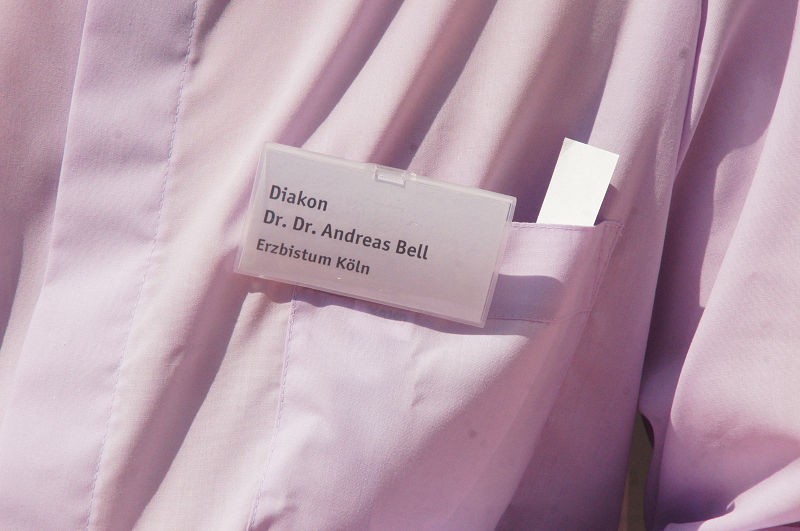 Diakon
Dr. Dr. Andreas Bell
Erzbistum Köln